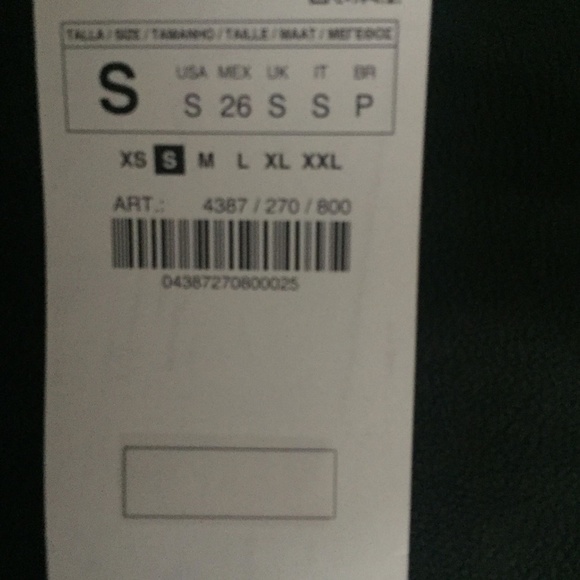 TALLA / SIZE / TAMANHO / TAILLE / MAAT / ΜΕΓΕΘΟΣ
S
USA MEX UK IT BR
S 26 S S P
XS S M L XL XXL
ART.: 4387 / 270 / 800
04387270800025